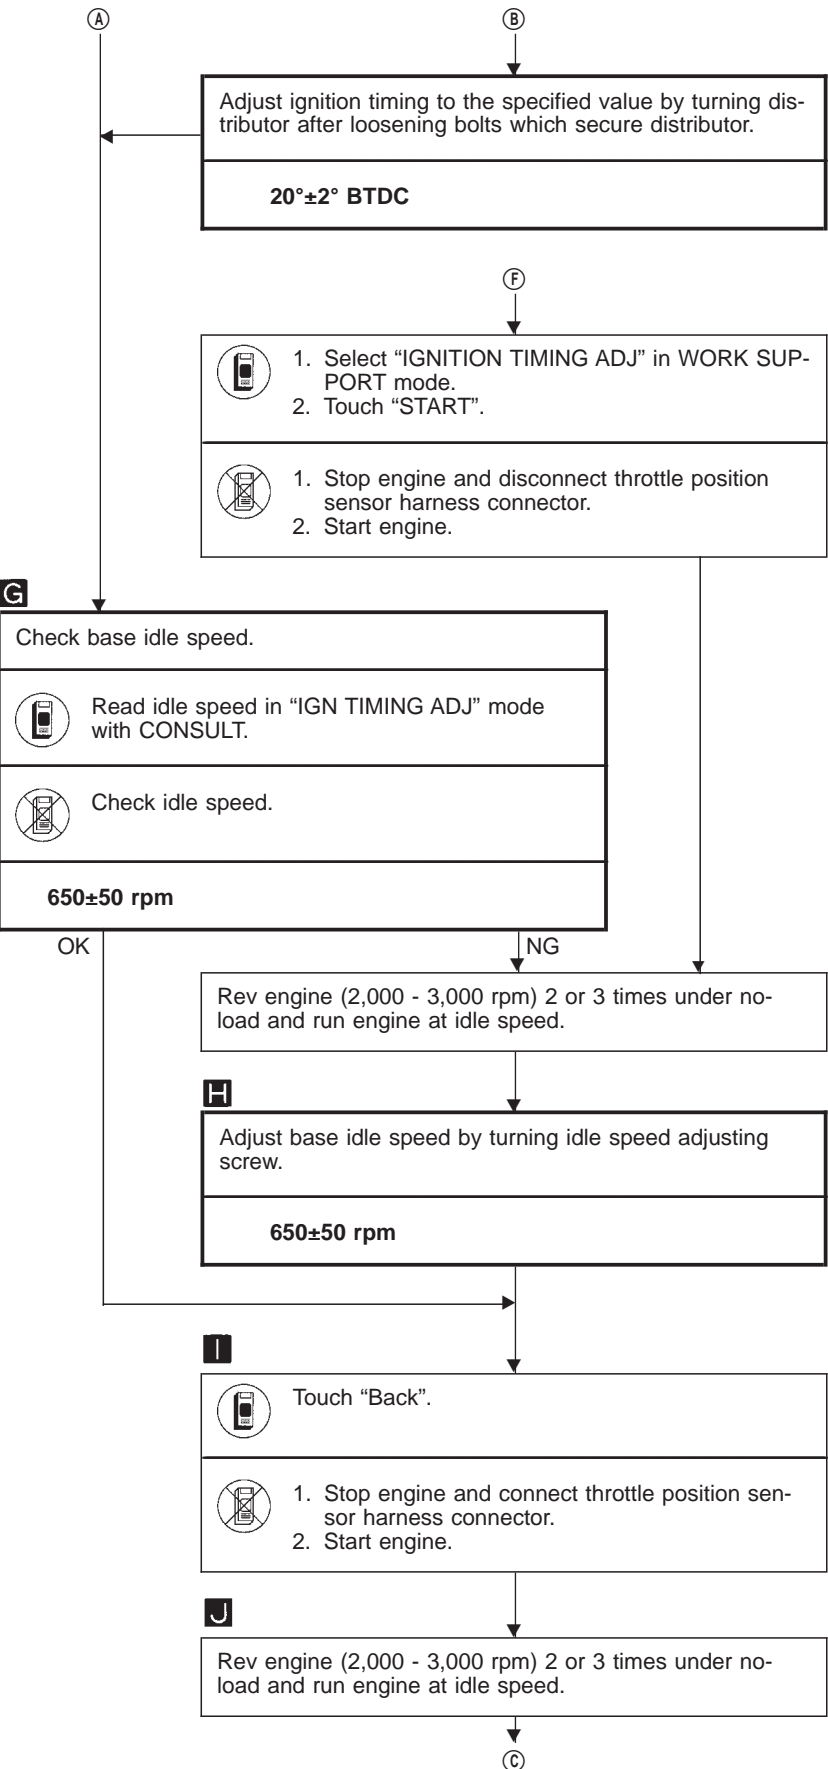 A
B
Adjust ignition timing to the specified value by turning dis-
tributor after loosening bolts which secure distributor.
20°±2° BTDC
F
1. Select “IGNITION TIMING ADJ” in WORK SUP-
PORT mode.
2. Touch “START”.
1. Stop engine and disconnect throttle position
sensor harness connector.
2. Start engine.
G
Check base idle speed.
Read idle speed in “IGN TIMING ADJ” mode
with CONSULT.
Check idle speed.
650±50 rpm
OK
NG
Rev engine (2,000 - 3,000 rpm) 2 or 3 times under no-
load and run engine at idle speed.
H
Adjust base idle speed by turning idle speed adjusting
screw.
650±50 rpm
I
Touch “Back”.
1. Stop engine and connect throttle position sen-
sor harness connector.
2. Start engine.
J
Rev engine (2,000 - 3,000 rpm) 2 or 3 times under no-
load and run engine at idle speed.
C